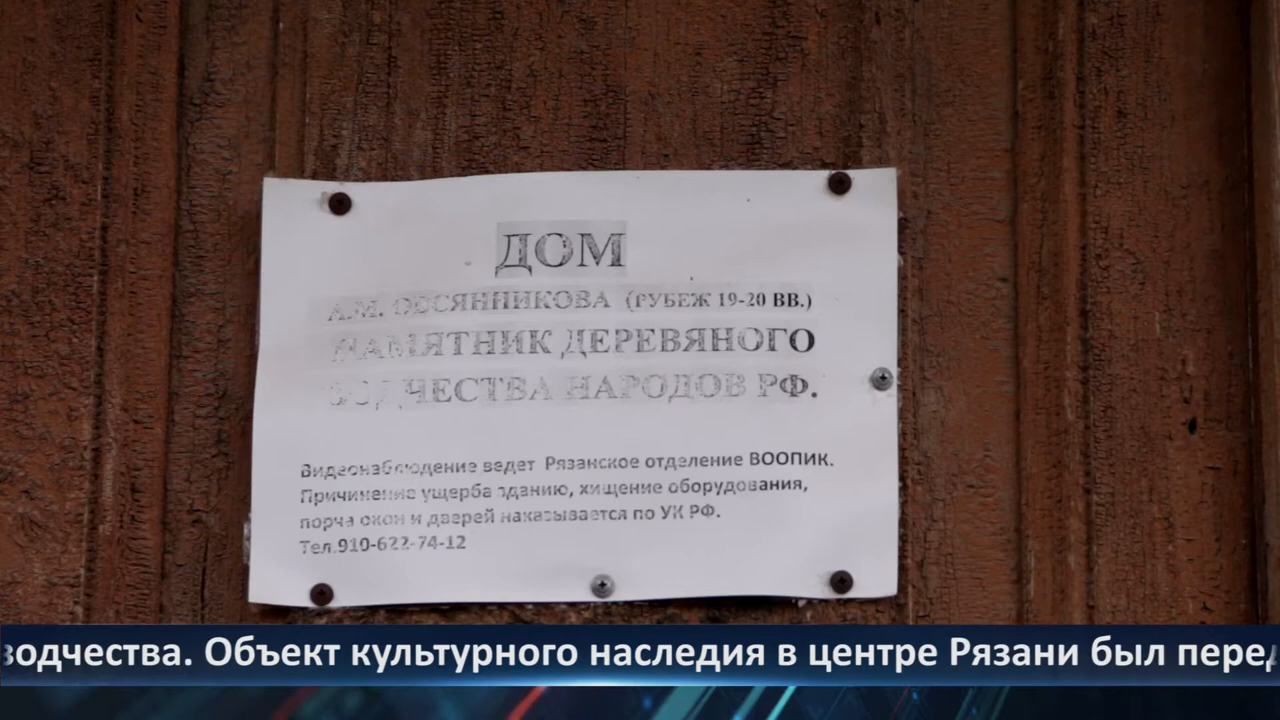 ДОМ
А.М. ОВСЯННИКОВА (РУБЕЖ 19-20 ВВ.)
ПАМЯТНИК ДЕРЕВЯНОГО
ЗОДЧЕСТВА НАРОДОВ РФ.
Видеонаблюдение ведет Рязанское отделение ВООПИК.
Причинение ущерба зданию, хищение оборудования,
порча окон и дверей наказывается по УК РФ.
Тел.910-622-74-12
зодчества. Объект культурного наследия в центре Рязани был перед